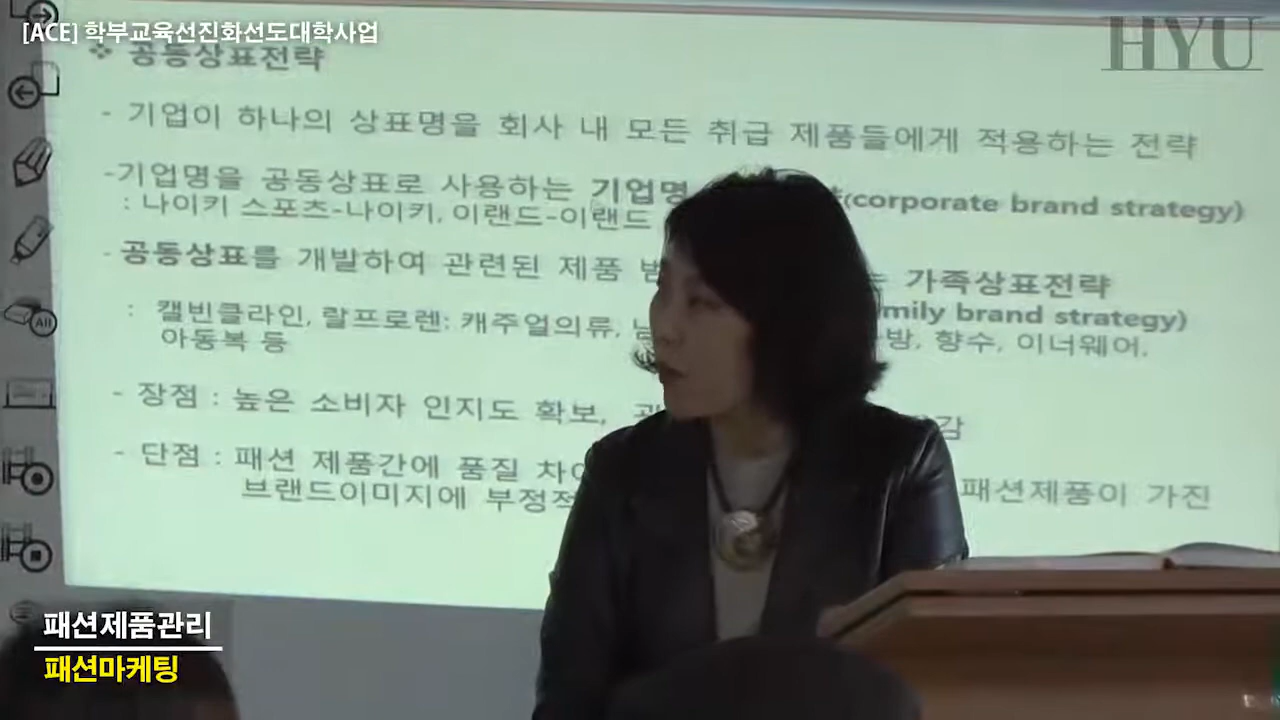 [ACE] 학부교육선진화선도대학사업
HYU
❖ 공동상표전략
- 기업이 하나의 상표명을 회사 내 모든 취급 제품들에게 적용하는 전략
-기업명을 공동상표로 사용하는 기업명 (corporate brand strategy)
: 나이키 스포츠-나이키, 이랜드-이랜드
- 공동상표를 개발하여 관련된 제품 가족상표전략
brand strategy)
: 캘빈클라인, 랄프로렌: 캐주얼의류, 향수, 이너웨어,
아동복 등
- 장점 : 높은 소비자 인지도 확보,
- 단점 : 패션 제품간에 품질 패션제품이 가진
브랜드이미지에
All
패션제품관리
패션마케팅